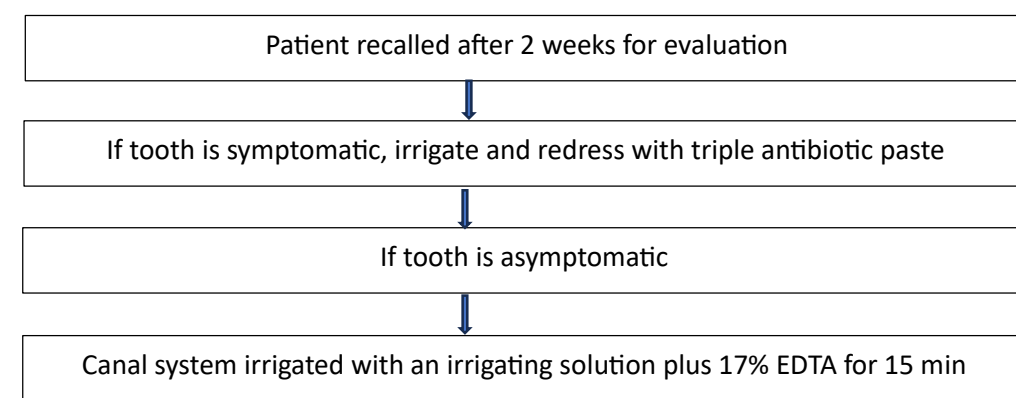 Patient recalled after 2 weeks for evaluation
If tooth is symptomatic, irrigate and redress with triple antibiotic paste
If tooth is asymptomatic
Canal system irrigated with an irrigating solution plus 17% EDTA for 15 min